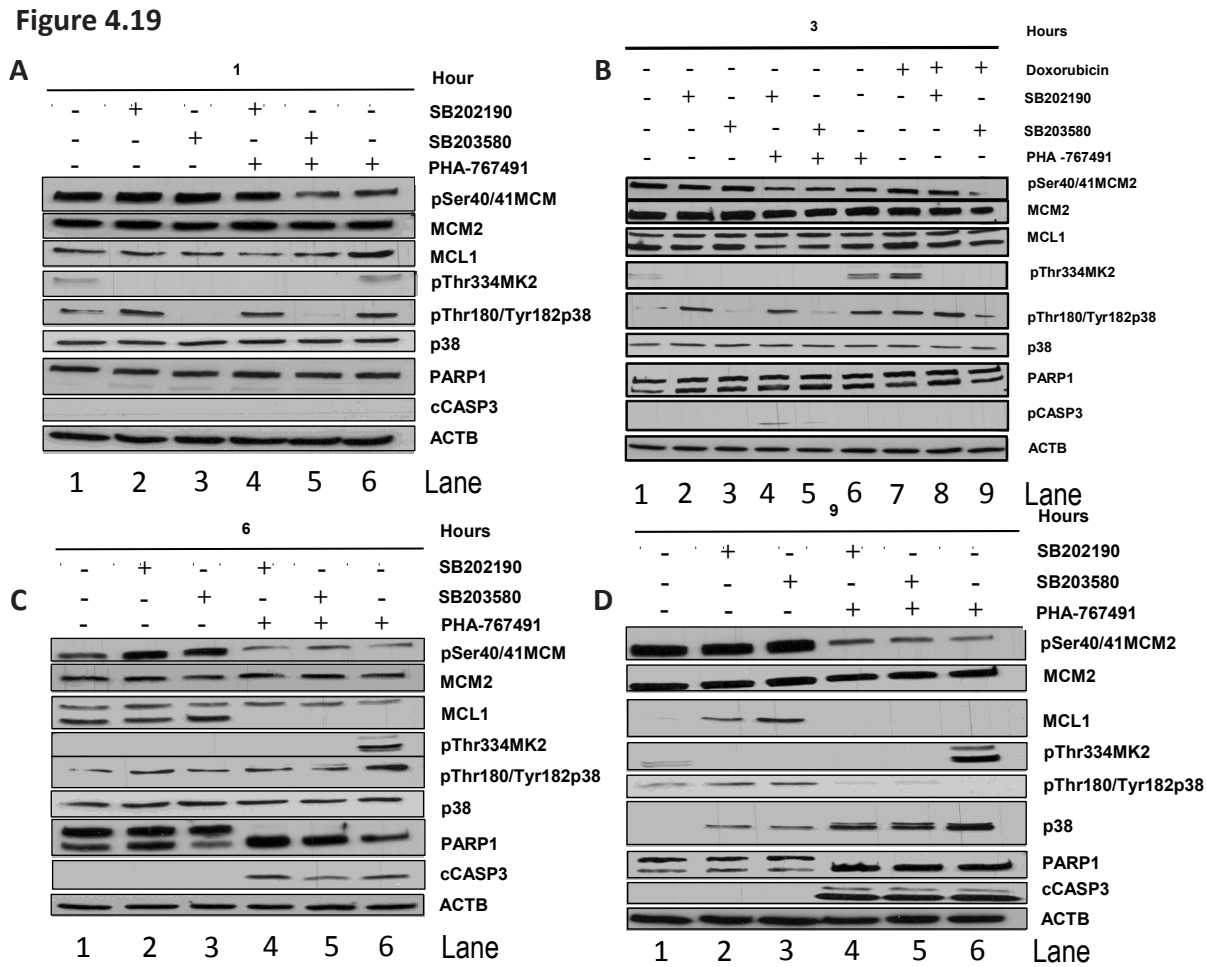 Figure 4.19
A
1
Hour
- + - + - - SB202190
- - + - + - SB203580
- - - + + + PHA-767491
pSer40/41MCM
MCM2
MCL1
pThr334MK2
pThr180/Tyr182p38
p38
PARP1
cCASP3
ACTB
1 2 3 4 5 6 Lane
B
3
Hours
- - - - - - + + + Doxorubicin
- + - + - - - + - SB202190
- - + - + - - - + SB203580
- - - + + + - - - PHA -767491
pSer40/41MCM2
MCM2
MCL1
pThr334MK2
pThr180/Tyr182p38
p38
PARP1
pCASP3
ACTB
1 2 3 4 5 6 7 8 9 Lane
C
6
Hours
- + - + - - SB202190
- - + - + - SB203580
- - - + + + PHA-767491
pSer40/41MCM
MCM2
MCL1
pThr334MK2
pThr180/Tyr182p38
p38
PARP1
cCASP3
ACTB
1 2 3 4 5 6 Lane
D
9
Hours
- + - + - - SB202190
- - + - + - SB203580
- - - + + + PHA-767491
pSer40/41MCM2
MCM2
MCL1
pThr334MK2
pThr180/Tyr182p38
p38
PARP1
cCASP3
ACTB
1 2 3 4 5 6 Lane